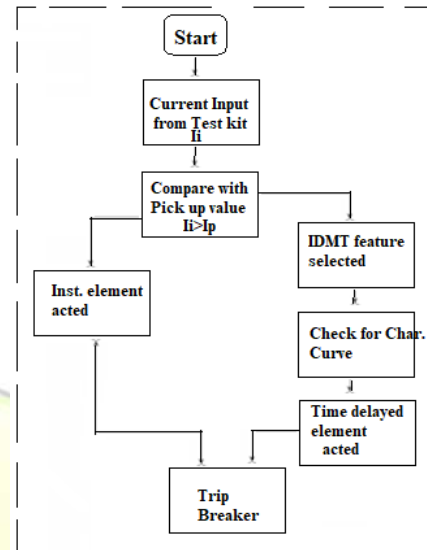 Start
Current Input
from Test kit
Ii
Compare with
Pick up value
Ii>Ip
IDMT feature
selected
Inst. element
acted
Check for Char.
Curve
Time delayed
element
acted
Trip
Breaker